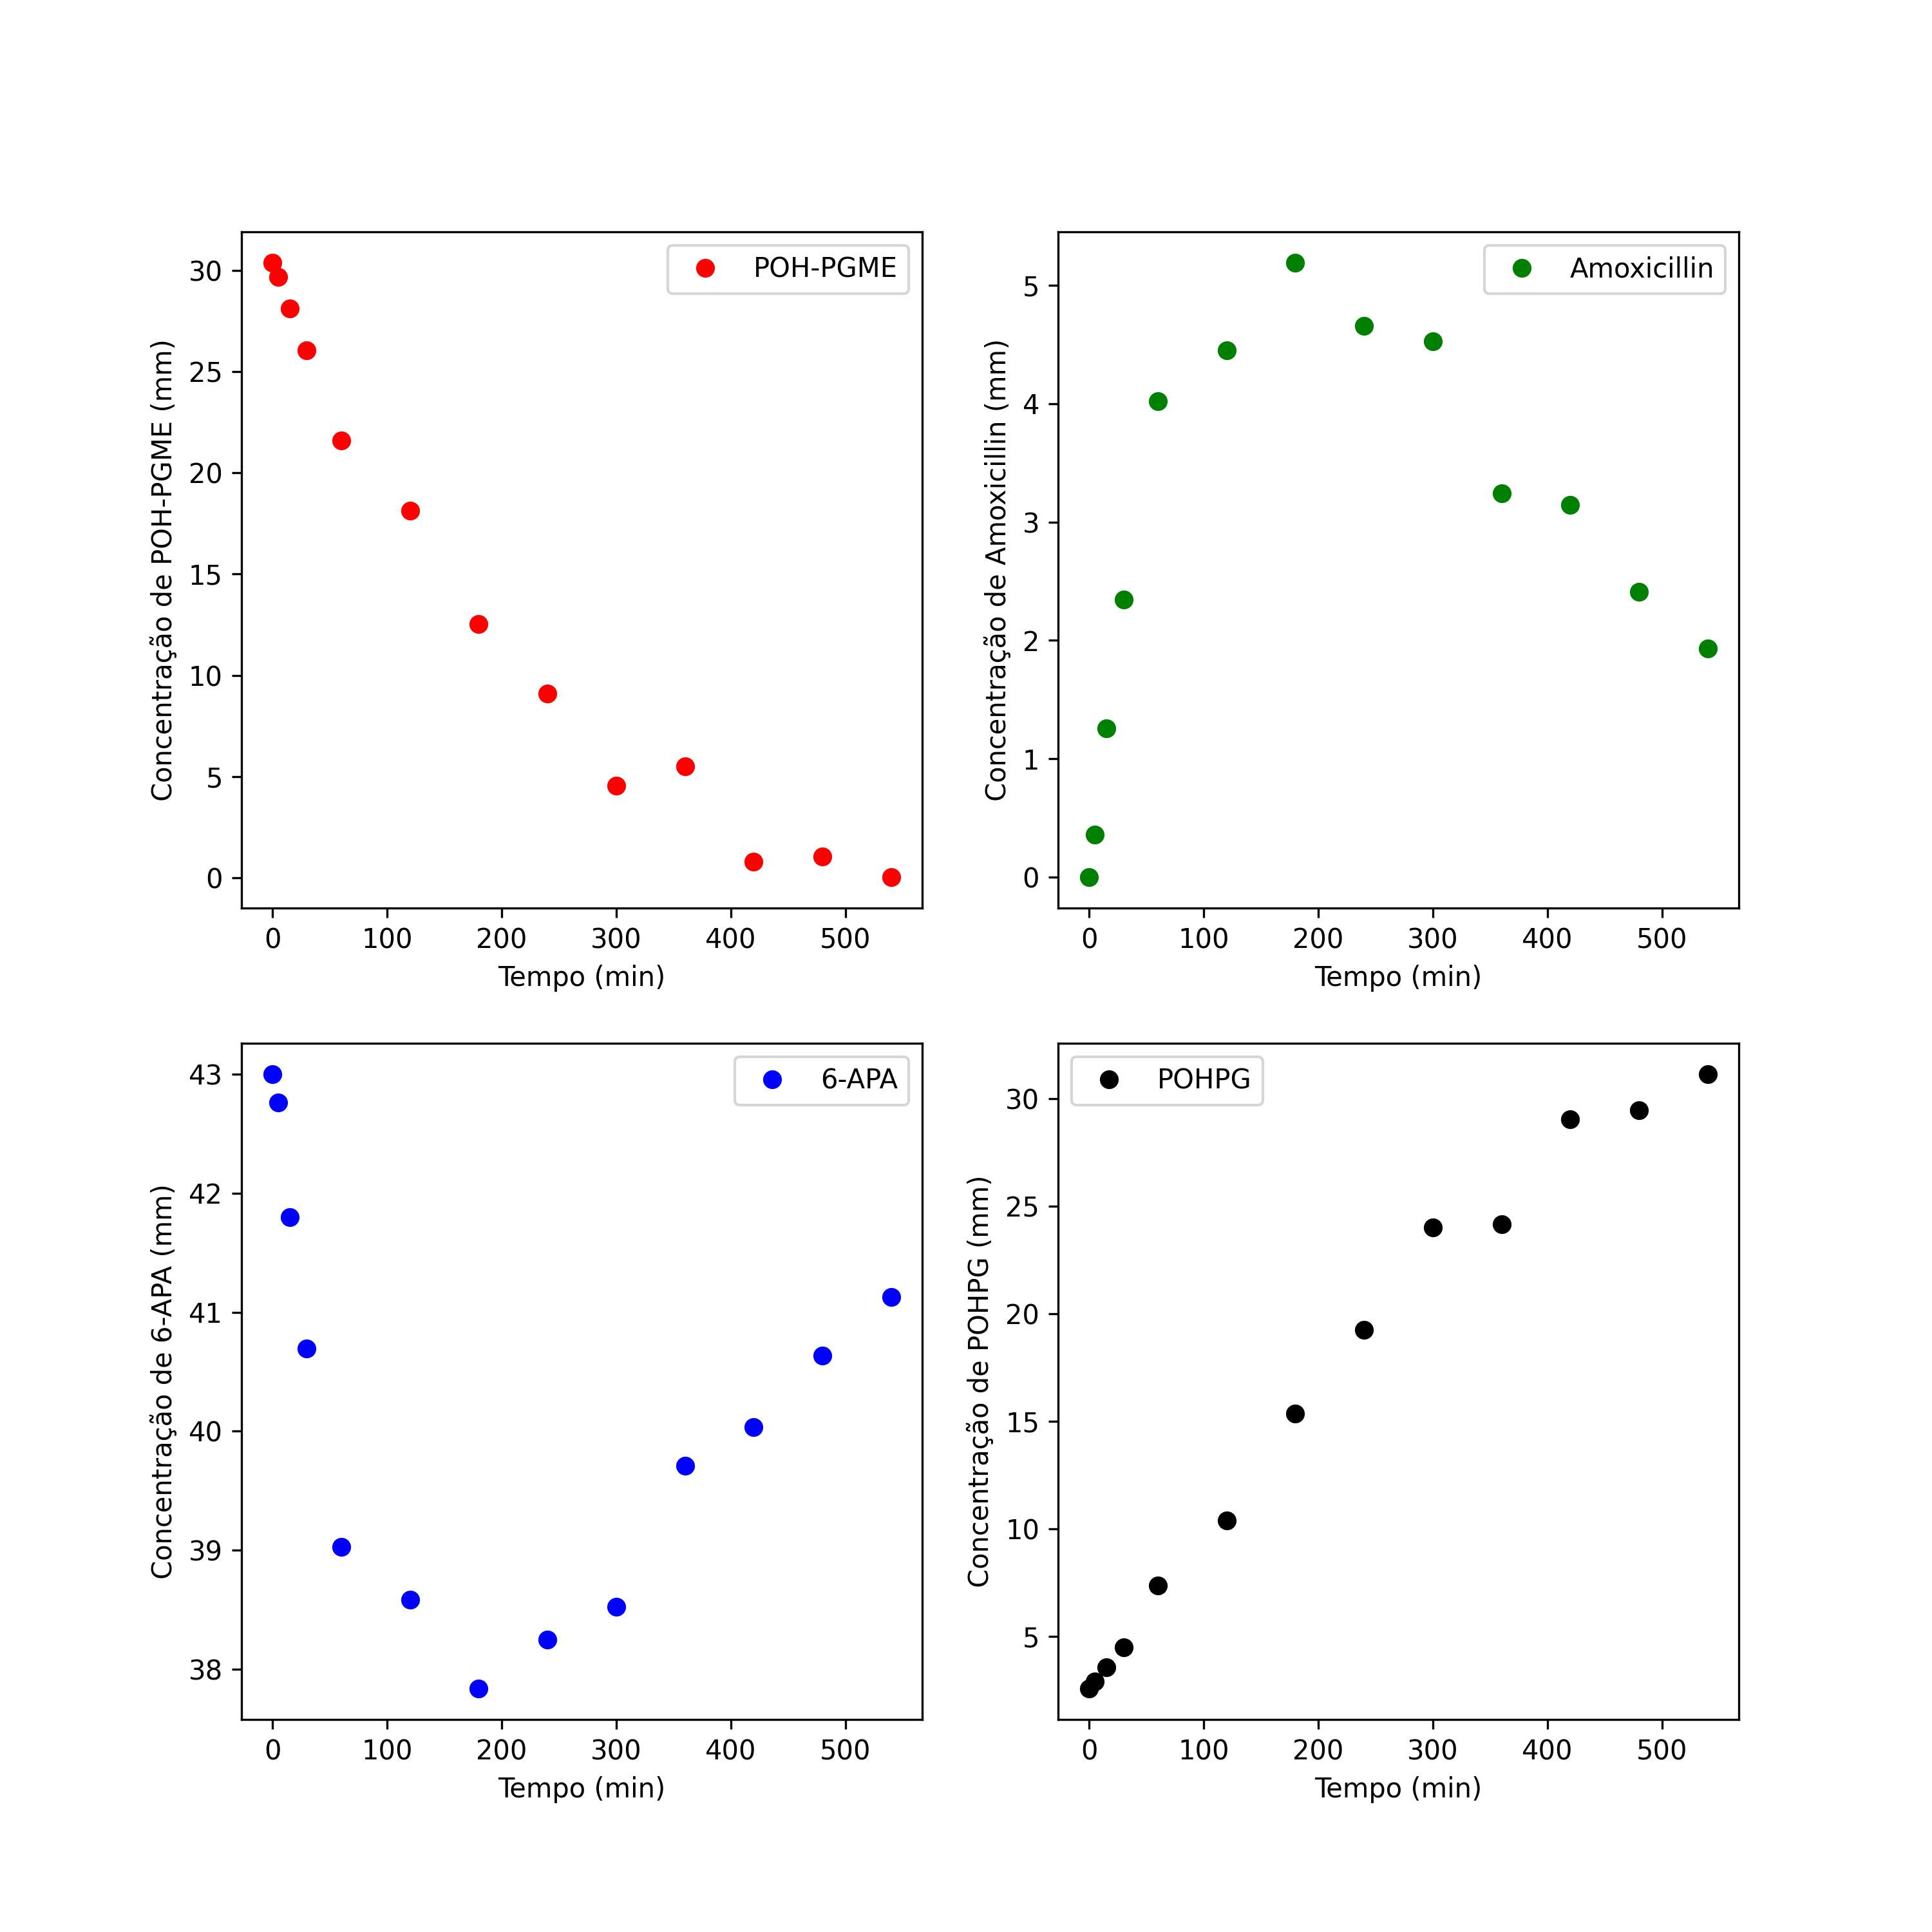 POH-PGME
Concentração de POH-PGME (mm)
30
25
20
15
10
5
0
0 100 200 300 400 500
Tempo (min)
Amoxicillin
Concentração de Amoxicillin (mm)
5
4
3
2
1
0
0 100 200 300 400 500
Tempo (min)
6-APA
Concentração de 6-APA (mm)
43
42
41
40
39
38
0 100 200 300 400 500
Tempo (min)
POHPG
Concentração de POHPG (mm)
30
25
20
15
10
5
0 100 200 300 400 500
Tempo (min)